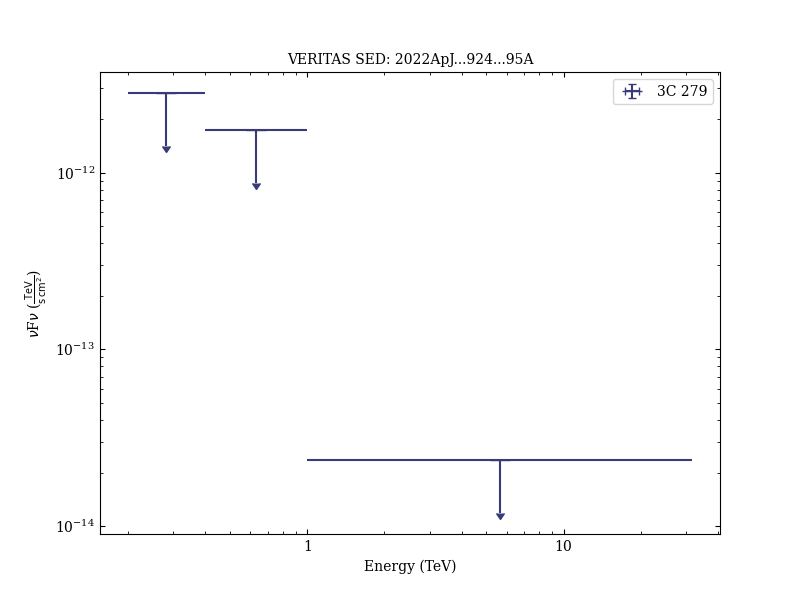 VERITAS SED: 2022ApJ...924...95A
3C 279
10⁻¹²
10⁻¹³
10⁻¹⁴
νFν (TeV / s cm²)
1
10
Energy (TeV)